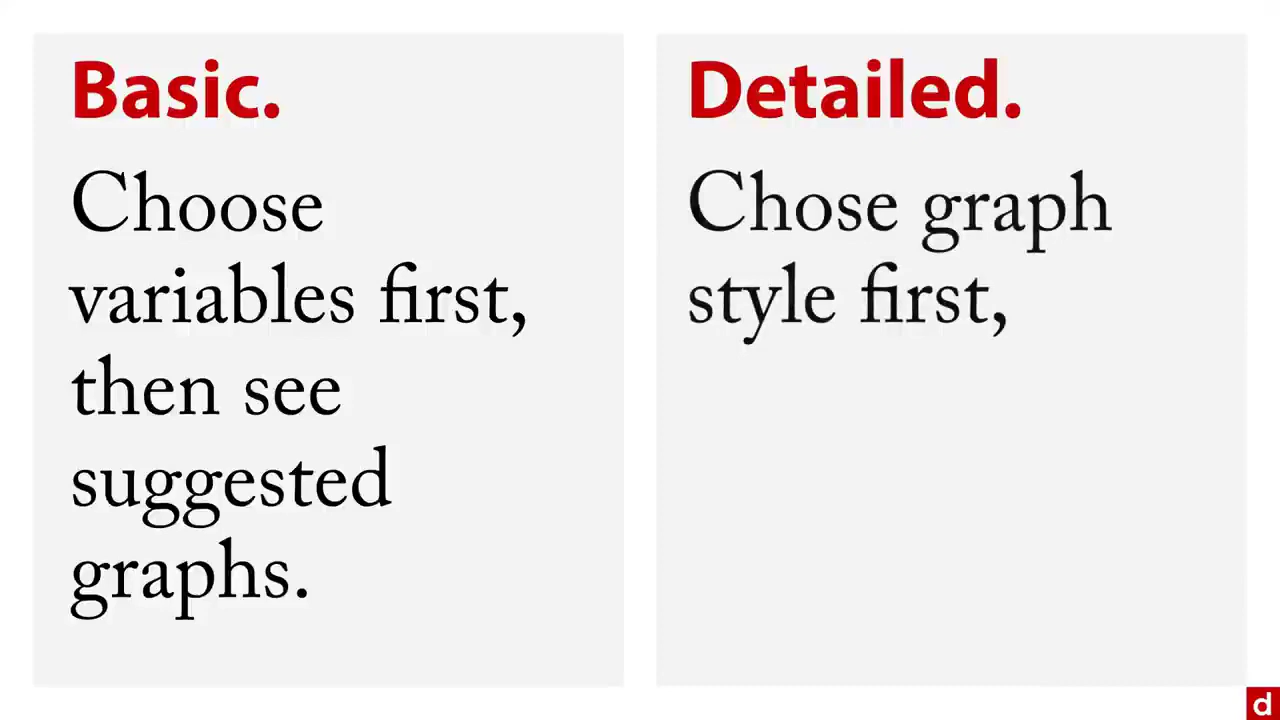 Basic.
Choose
variables first,
then see
suggested
graphs.
Detailed.
Chose graph
style first,
d